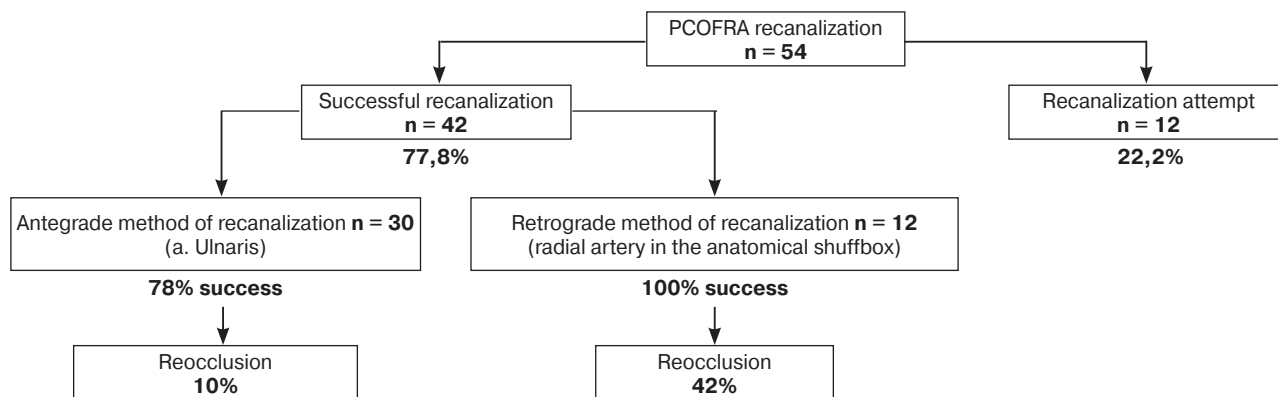 PCOFRA recanalization
n = 54
Successful recanalization
n = 42
77,8%
Recanalization attempt
n = 12
22,2%
Antegrade method of recanalization n = 30
(a. Ulnaris)
78% success
Retrograde method of recanalization n = 12
(radial artery in the anatomical shuffbox)
100% success
Reocclusion
10%
Reocclusion
42%